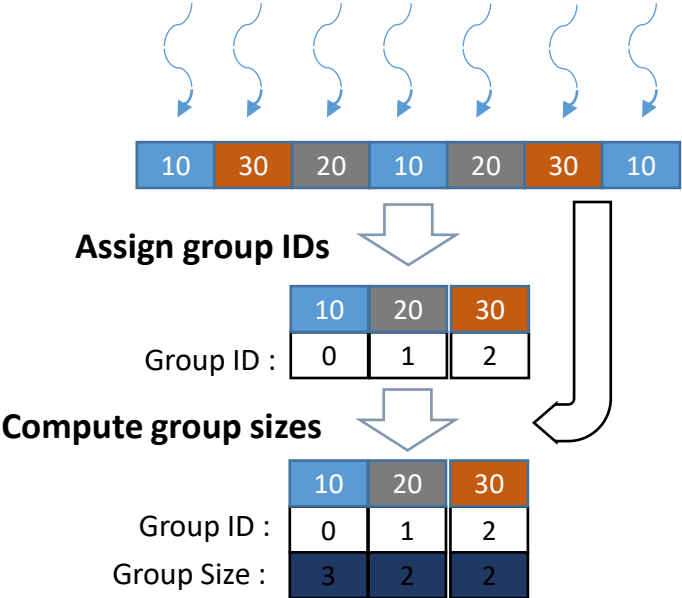 10 30 20 10 20 30 10
Assign group IDs
10 20 30
Group ID : 0 1 2
Compute group sizes
10 20 30
Group ID : 0 1 2
Group Size : 3 2 2